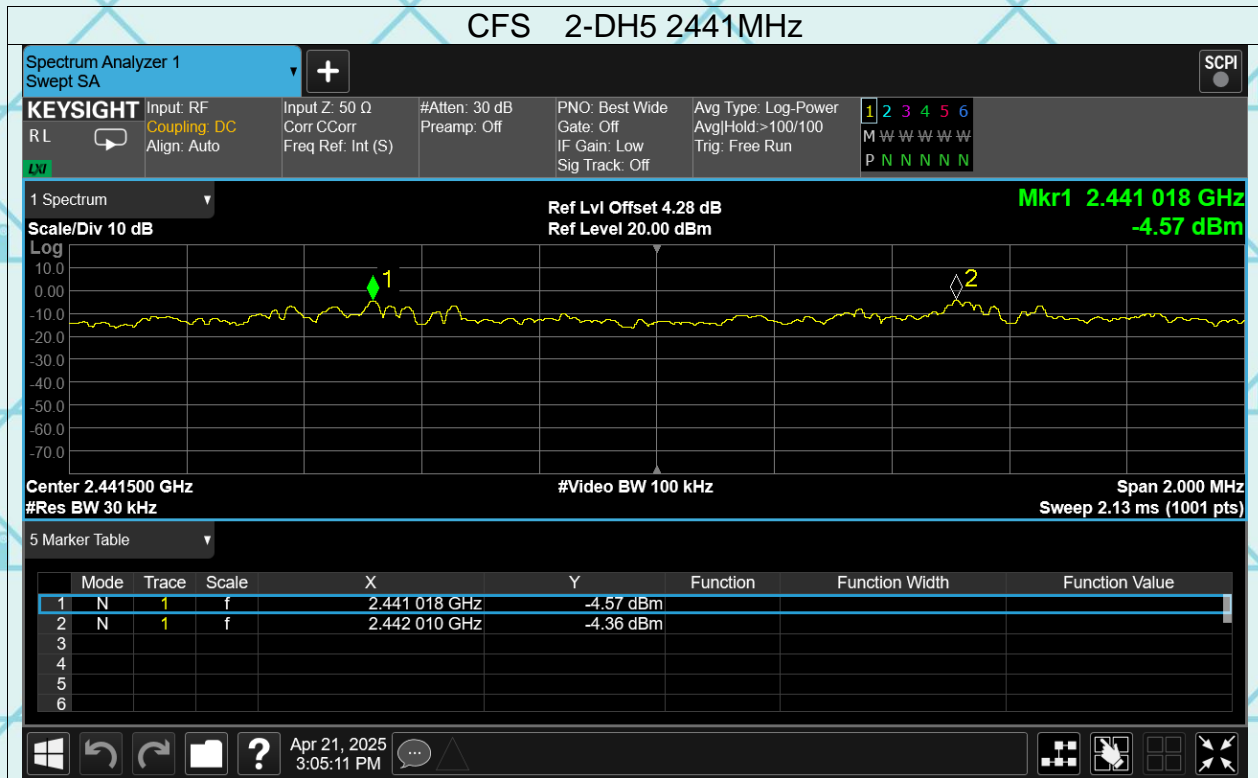 CFS 2-DH5 2441MHz
Spectrum Analyzer 1
Swept SA
SCPI
KEYSIGHT
RL
LXI
Input: RF
Coupling: DC
Align: Auto
Input Z: 50 Ω
Corr CCorr
Freq Ref: Int (S)
#Atten: 30 dB
Preamp: Off
PNO: Best Wide
Gate: Off
IF Gain: Low
Sig Track: Off
Avg Type: Log-Power
Avg|Hold:>100/100
Trig: Free Run
1 2 3 4 5 6
M W W W W W
P N N N N N
1 Spectrum
Scale/Div 10 dB
Ref Lvl Offset 4.28 dB
Ref Level 20.00 dBm
Mkr1 2.441 018 GHz
-4.57 dBm
Log
10.0
0.00
-10.0
-20.0
-30.0
-40.0
-50.0
-60.0
-70.0
1
2
Center 2.441500 GHz
#Video BW 100 kHz
Span 2.000 MHz
#Res BW 30 kHz
Sweep 2.13 ms (1001 pts)
5 Marker Table
Mode Trace Scale X Y Function Function Width Function Value
1 N 1 f 2.441 018 GHz -4.57 dBm
2 N 1 f 2.442 010 GHz -4.36 dBm
3
4
5
6
?
Apr 21, 2025
3:05:11 PM